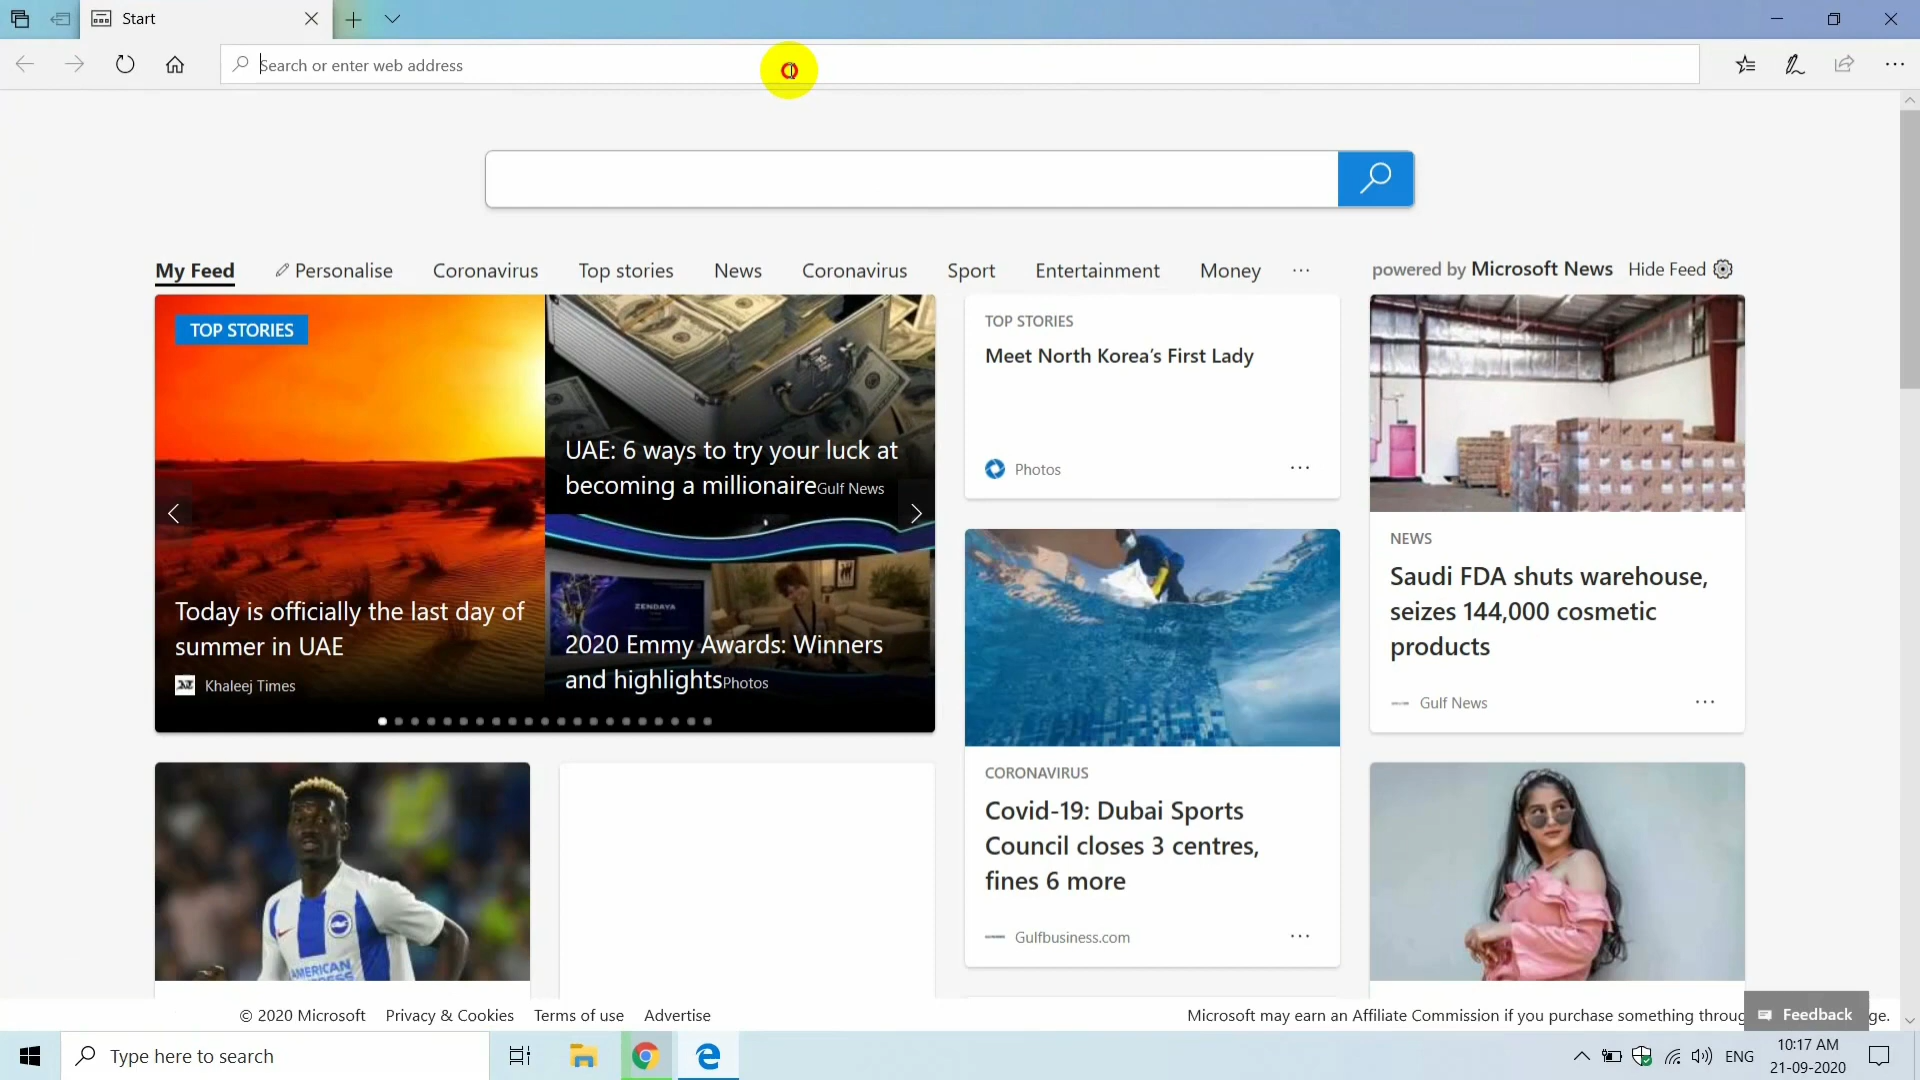 Start
Search or enter web address
My Feed
Personalise
Coronavirus
Top stories
News
Coronavirus
Sport
Entertainment
Money
powered by Microsoft News
Hide Feed
TOP STORIES
Today is officially the last day of
summer in UAE
Khaleej Times
UAE: 6 ways to try your luck at
becoming a millionaireGulf News
ZENDAYA
2020 Emmy Awards: Winners
and highlightsPhotos
TOP STORIES
Meet North Korea's First Lady
Photos
NEWS
Saudi FDA shuts warehouse,
seizes 144,000 cosmetic
products
Gulf News
CORONAVIRUS
Covid-19: Dubai Sports
Council closes 3 centres,
fines 6 more
Gulfbusiness.com
AMERICAN
EXPRESS
© 2020 Microsoft
Privacy & Cookies
Terms of use
Advertise
Microsoft may earn an Affiliate Commission if you purchase something throug
ge.
Feedback
Type here to search
ENG
10:17 AM
21-09-2020